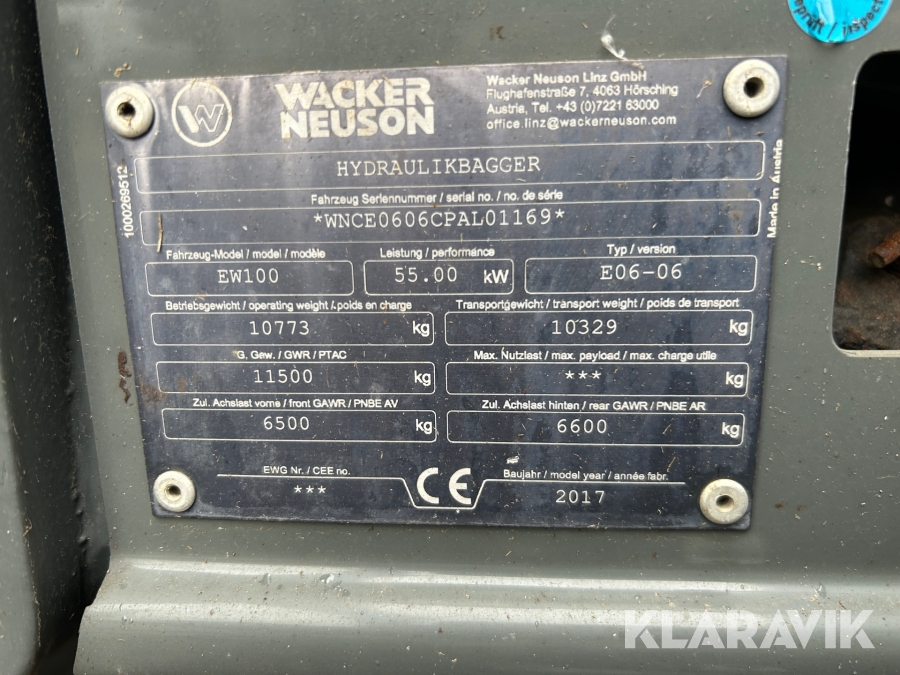 geprüft / inspect
W
WACKER
NEUSON
Wacker Neuson Linz GmbH
Flughafenstraße 7, 4063 Hörsching
Austria, Tel. +43 (0)7221 63000
office.linz@wackerneuson.com
1000269512
HYDRAULIKBAGGER
Made in Austria
Fahrzeug Seriennummer / serial no. / no. de série
*WNCE0606CPAL01169*
Fahrzeug-Model / model / modèle
Leistung / performance
Typ / version
EW100
55.00 kW
E06-06
Betriebsgewicht / operating weight / poids en charge
Transportgewicht / transport weight / poids de transport
10773 kg
10329 kg
G. Gew. / GWR / PTAC
Max. Nutzlast / max. payload / max. charge utile
11500 kg
*** kg
Zul. Achslast vorne / front GAWR / PNBE AV
Zul. Achslast hinten / rear GAWR / PNBE AR
6500 kg
6600 kg
EWG Nr. / CEE no.
***
CE
Baujahr / model year / année fabr.
2017
KLARAVIK